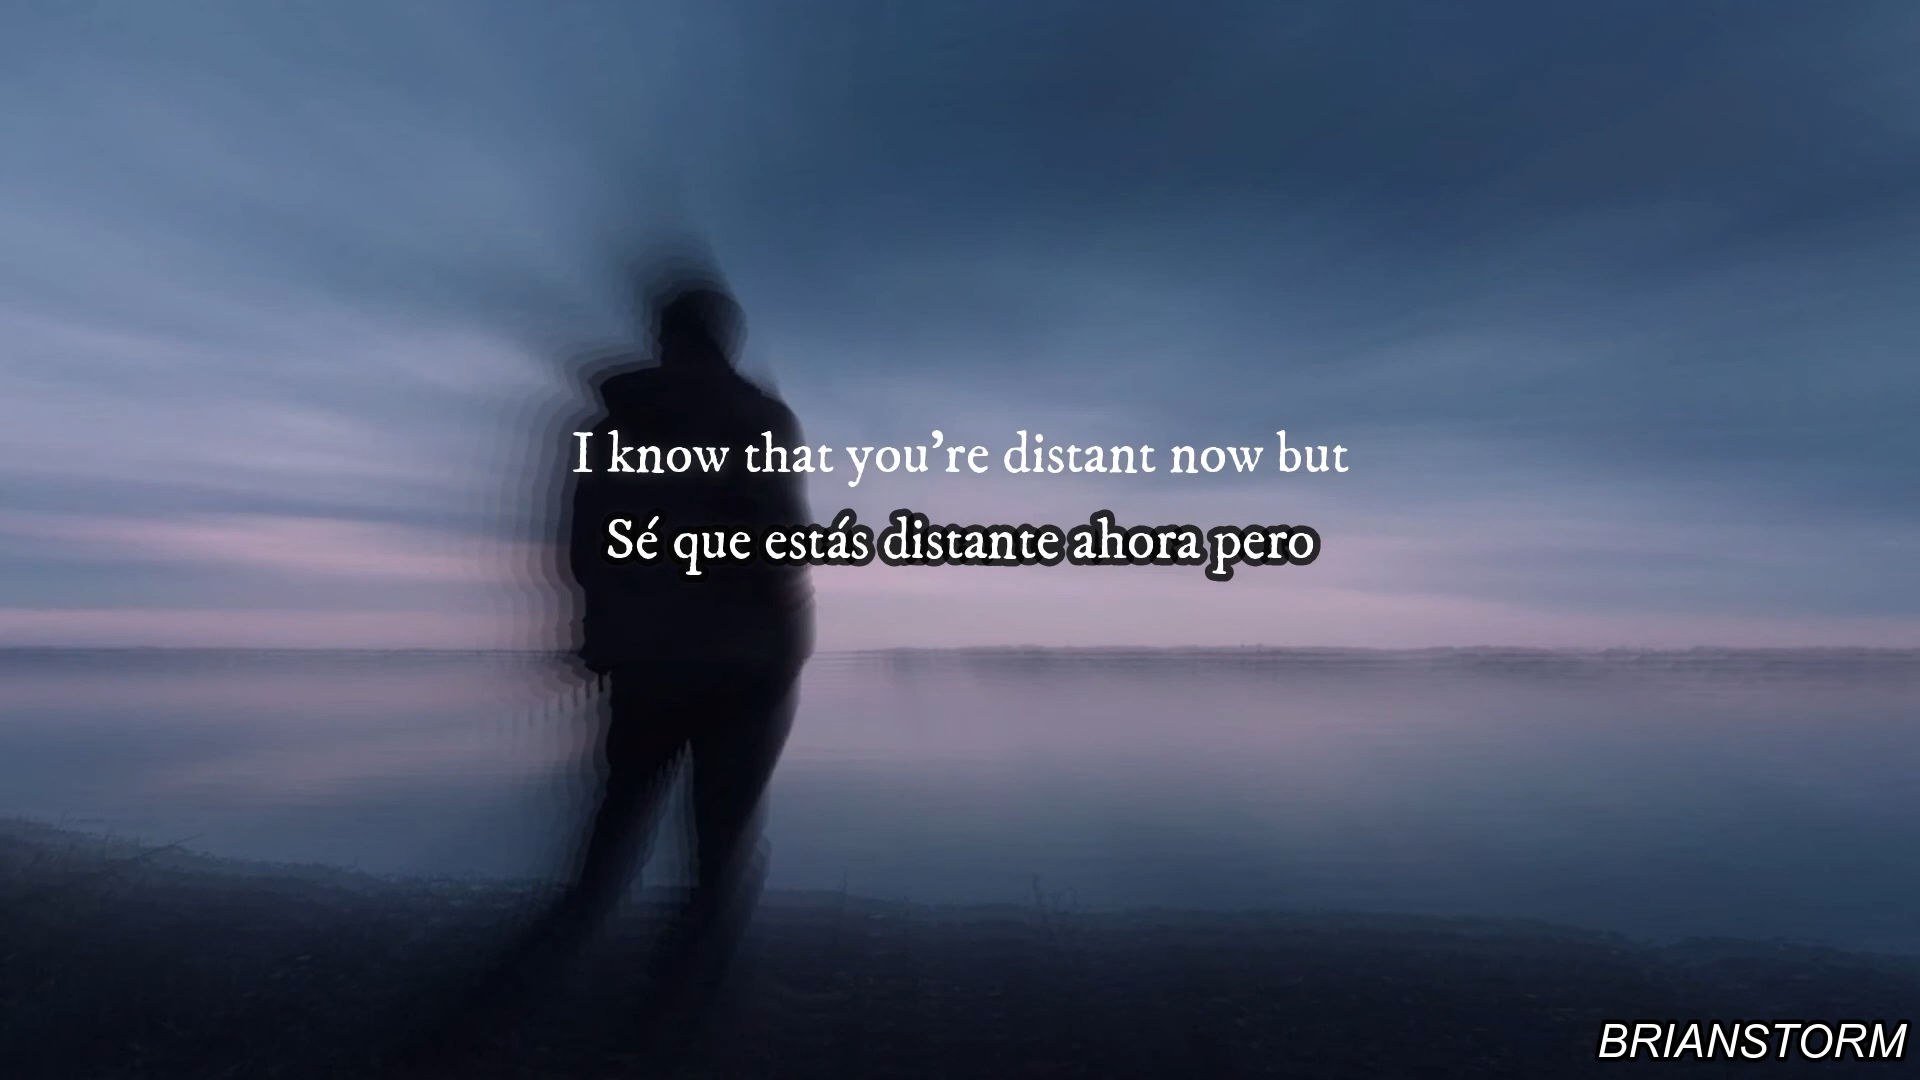 I know that you’re distant now but
Sé que estás distante ahora pero
BRIANSTORM